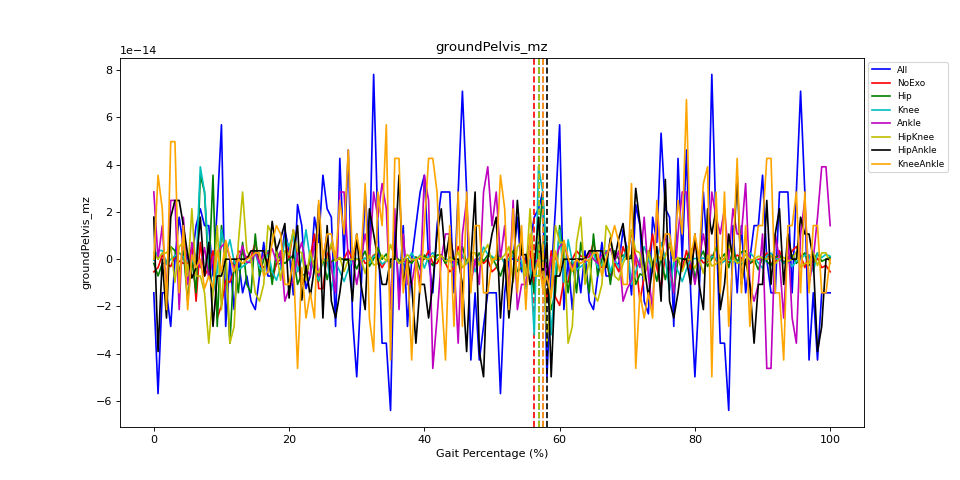 groundPelvis_mz
1e−14
8
6
4
2
0
−2
−4
−6
groundPelvis_mz
0
20
40
60
80
100
Gait Percentage (%)
All
NoExo
Hip
Knee
Ankle
HipKnee
HipAnkle
KneeAnkle